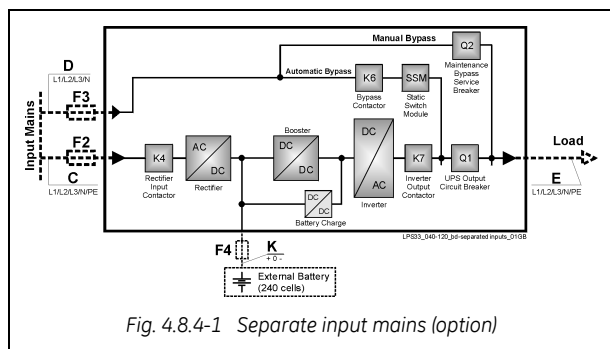 Manual Bypass
Q2
Maintenance
Bypass
Service
Breaker
D
L1/L2/L3/N
Automatic Bypass
K6
SSM
Bypass
Contactor
Static
Switch
Module
F3
Input Mains
F2
C
L1/L2/L3/N/PE
K4
Rectifier
Input
Contactor
AC
DC
Rectifier
Booster
DC
DC
DC
DC
Battery Charge
DC
AC
Inverter
K7
Inverter
Output
Contactor
Q1
UPS Output
Circuit Breaker
Load
E
L1/L2/L3/N/PE
LPS33_040-120_bd-separated inputs_01GB
F4
K
+ 0 -
External Battery
(240 cells)
Fig. 4.8.4-1 Separate input mains (option)